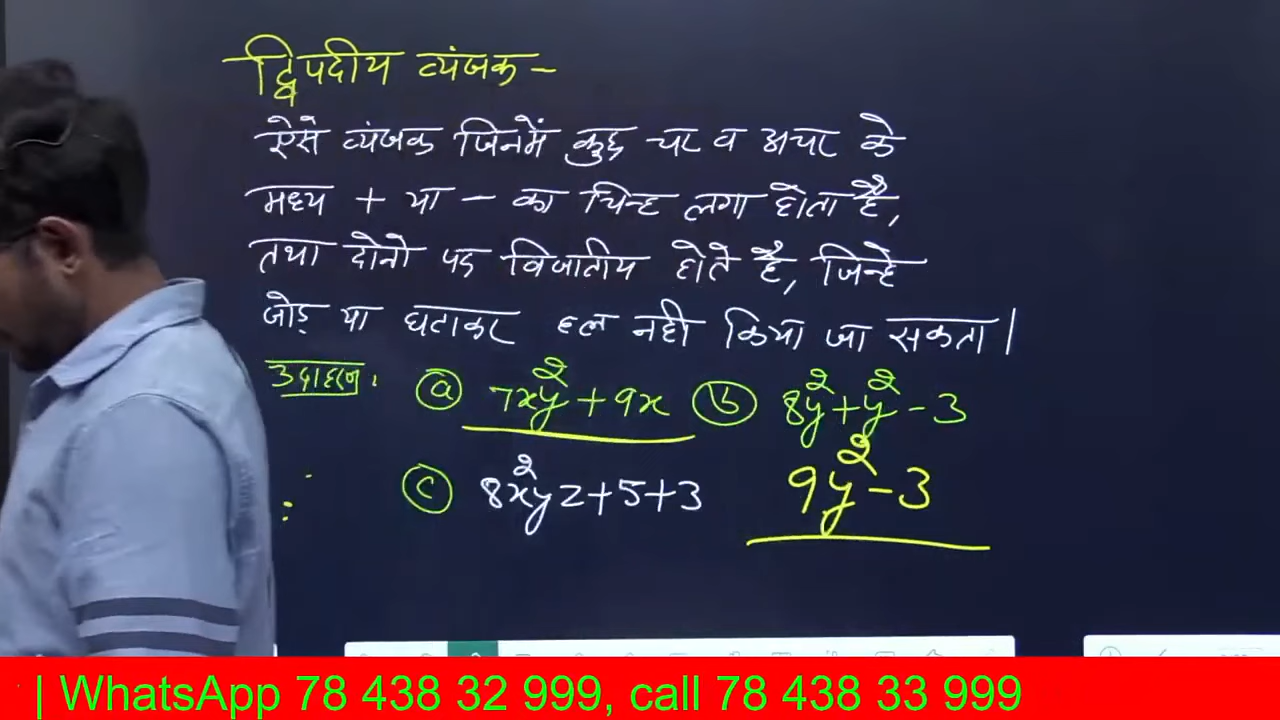 द्विपदीय व्यंजक -
ऐसे व्यंजक जिनमें कुछ चर व अचर के
मध्य + या - का चिन्ह लगा होता है,
तथा दोनो पद विजातीय होते है, जिन्हे
जोड़ या घटाकर हल नही किया जा सकता।
उदाहरण: (a) 7xy² + 9x (b) 8y² + y² - 3
(c) 8x²yz + 5 + 3 9y² - 3
| WhatsApp 78 438 32 999, call 78 438 33 999